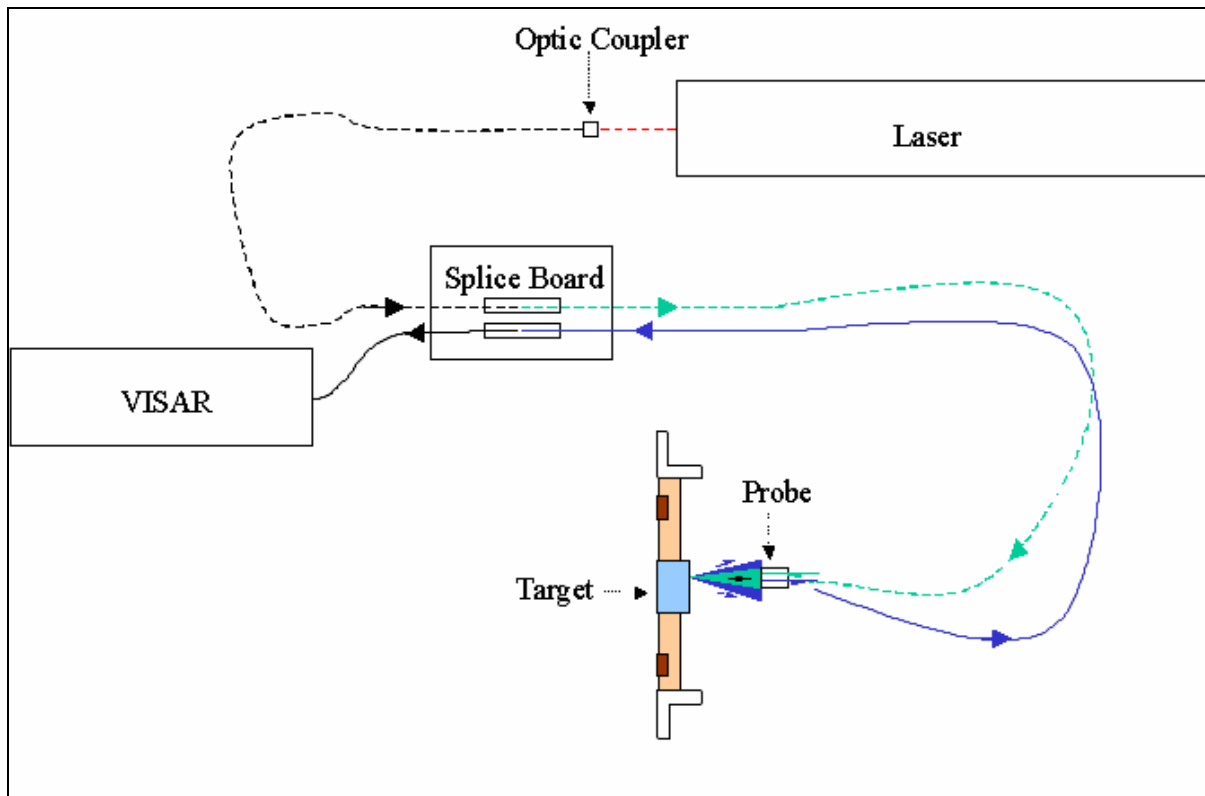 Optic Coupler
Laser
Splice Board
VISAR
Probe
Target